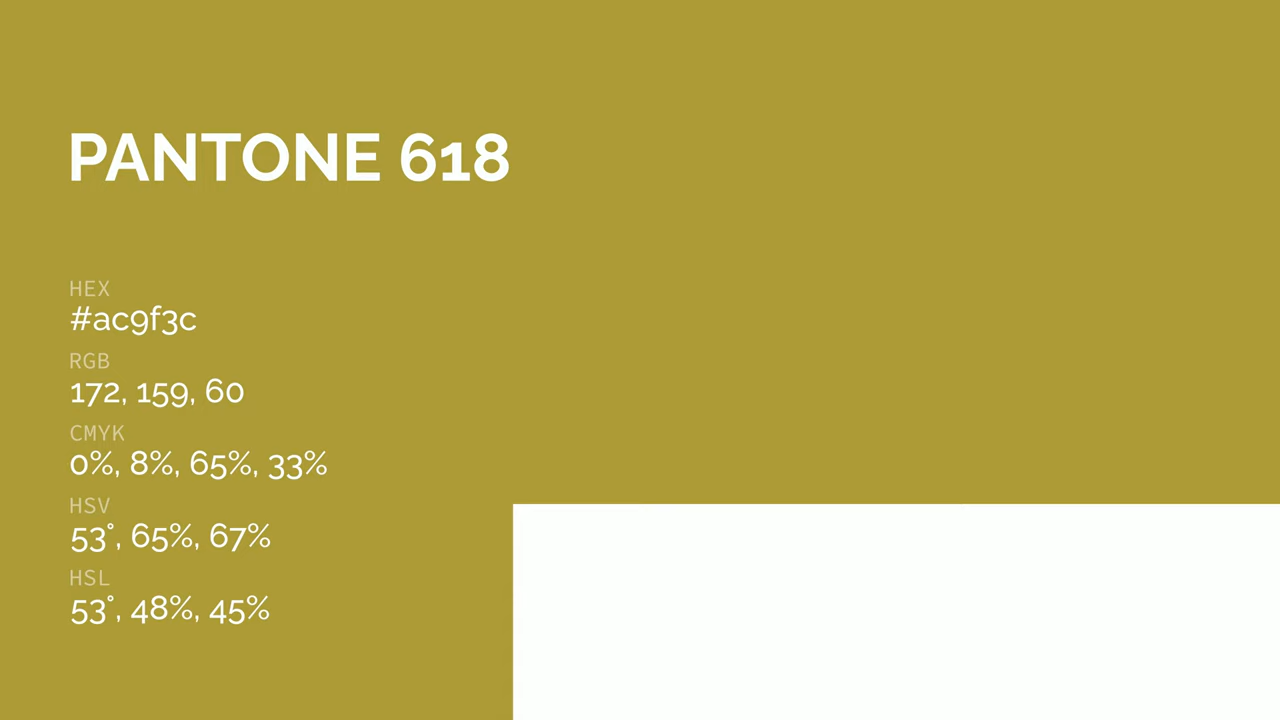 PANTONE 618
HEX
#ac9f3c
RGB
172, 159, 60
CMYK
0%, 8%, 65%, 33%
HSV
53°, 65%, 67%
HSL
53°, 48%, 45%